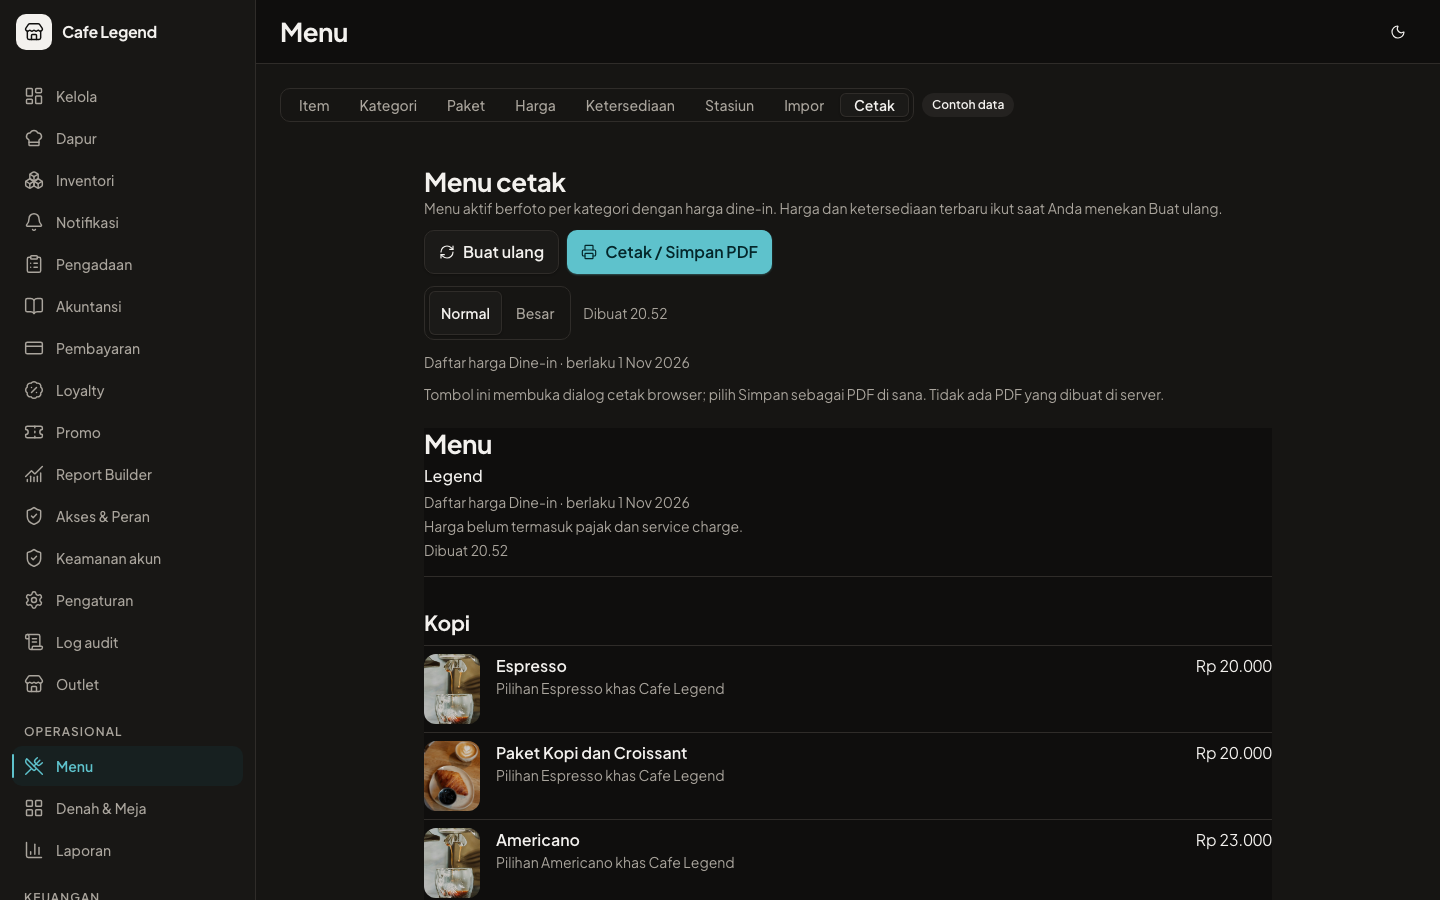 Cafe Legend
Menu
Kelola
Dapur
Inventori
Notifikasi
Pengadaan
Akuntansi
Pembayaran
Loyalty
Promo
Report Builder
Akses & Peran
Keamanan akun
Pengaturan
Log audit
Outlet
OPERASIONAL
Menu
Denah & Meja
Laporan
KEUANGAN
Item
Kategori
Paket
Harga
Ketersediaan
Stasiun
Impor
Cetak
Contoh data
Menu cetak
Menu aktif berfoto per kategori dengan harga dine-in. Harga dan ketersediaan terbaru ikut saat Anda menekan Buat ulang.
Buat ulang
Cetak / Simpan PDF
Normal
Besar
Dibuat 20.52
Daftar harga Dine-in · berlaku 1 Nov 2026
Tombol ini membuka dialog cetak browser; pilih Simpan sebagai PDF di sana. Tidak ada PDF yang dibuat di server.
Menu
Legend
Daftar harga Dine-in · berlaku 1 Nov 2026
Harga belum termasuk pajak dan service charge.
Dibuat 20.52
Kopi
Espresso
Rp 20.000
Pilihan Espresso khas Cafe Legend
Paket Kopi dan Croissant
Rp 20.000
Pilihan Espresso khas Cafe Legend
Americano
Rp 23.000
Pilihan Americano khas Cafe Legend